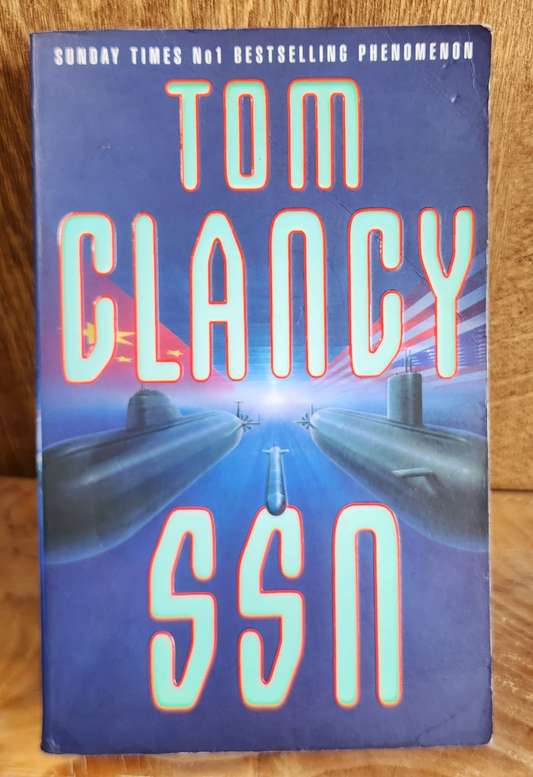 SUNDAY TIMES No1 BESTSELLING PHENOMENON
TOM
CLANCY
SSN